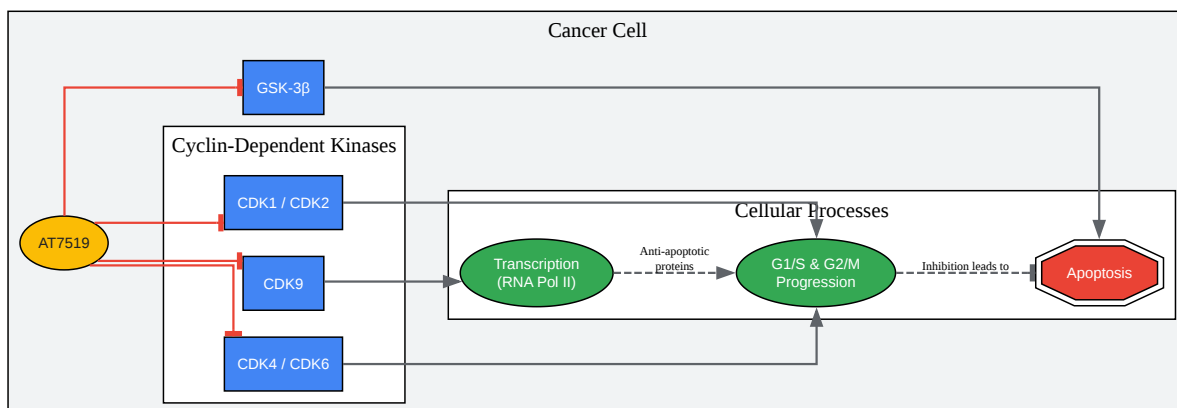 Cancer Cell
GSK-3β
Cyclin-Dependent Kinases
CDK1 / CDK2
Cellular Processes
AT7519
Transcription
(RNA Pol II)
Anti-apoptotic
proteins
G1/S & G2/M
Progression
Inhibition leads to
Apoptosis
CDK9
CDK4 / CDK6